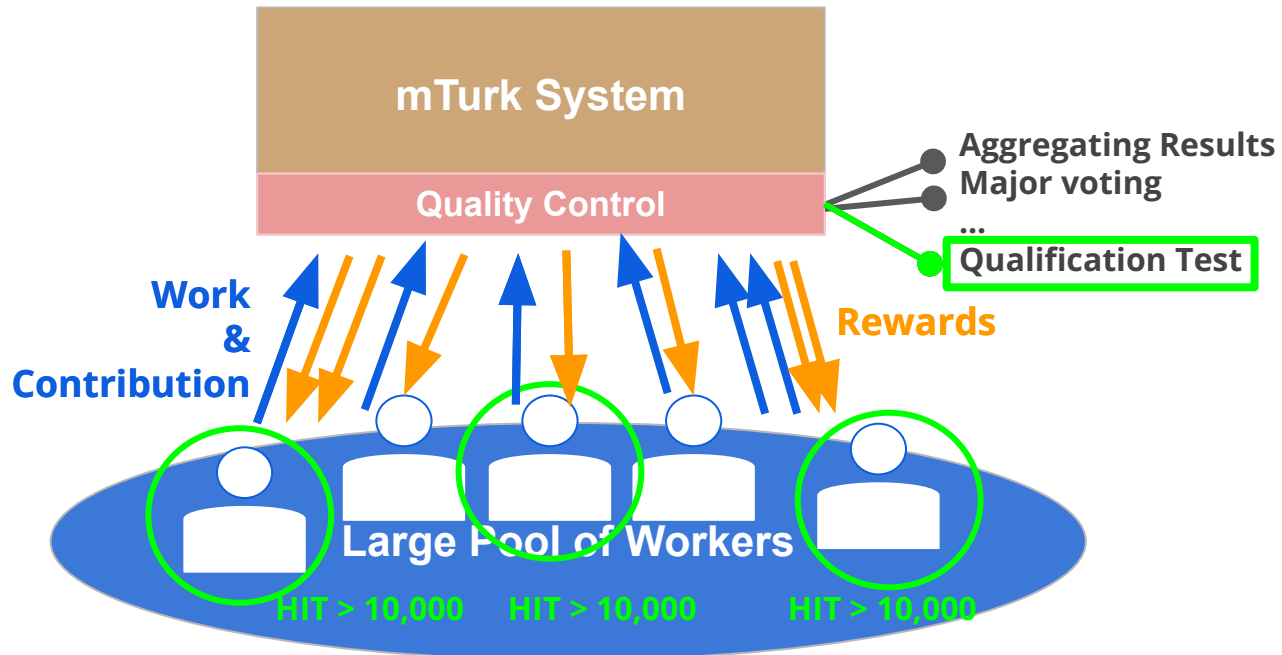 mTurk System
Quality Control
Aggregating Results
Major voting
...
Qualification Test
Work
&
Contribution
Rewards
Large Pool of Workers
HIT > 10,000
HIT > 10,000
HIT > 10,000